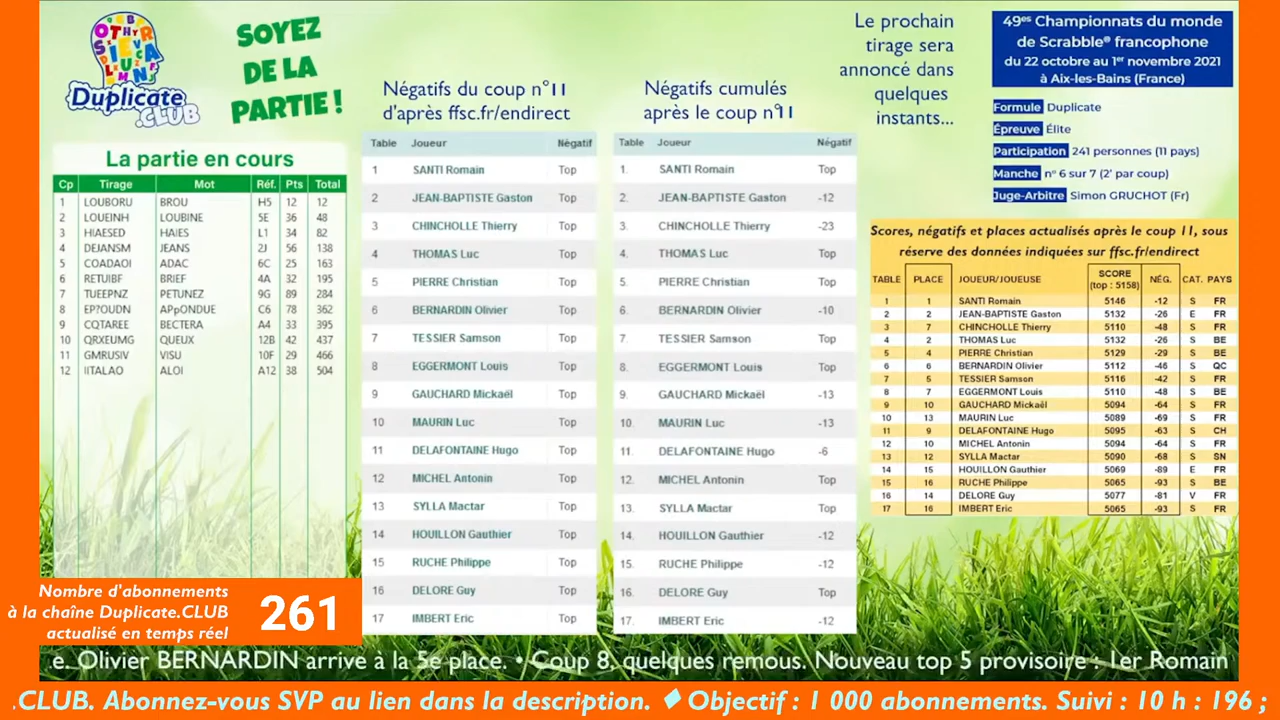 OTHYR
Duplicate
.CLUB
SOYEZ
DE LA
PARTIE !
La partie en cours
Cp Tirage Mot Réf. Pts Total
1 LOUBORU BROU H5 12 12
2 LOUEINH LOUBINE 5E 36 48
3 HIAESED HAIES L1 34 82
4 DEJANSM JEANS 2J 56 138
5 COADAOI ADAC 6C 25 163
6 RETUIBF BRIEF 4A 32 195
7 TUEEPNZ PETUNEZ 9G 89 284
8 EP?OUDN APpONDUE C6 78 362
9 CQTAREE BECTERA A4 33 395
10 QRXEUMG QUEUX 12B 42 437
11 GMRUSIV VISU 10F 29 466
12 IITALAO ALOI A12 38 504
Négatifs du coup n°11
d'après ffsc.fr/endirect
Table Joueur Négatif
1 SANTI Romain Top
2 JEAN-BAPTISTE Gaston Top
3 CHINCHOLLE Thierry Top
4 THOMAS Luc Top
5 PIERRE Christian Top
6 BERNARDIN Olivier Top
7 TESSIER Samson Top
8 EGGERMONT Louis Top
9 GAUCHARD Mickaël Top
10 MAURIN Luc Top
11 DELAFONTAINE Hugo Top
12 MICHEL Antonin Top
13 SYLLA Mactar Top
14 HOUILLON Gauthier Top
15 RUCHE Philippe Top
16 DELORE Guy Top
17 IMBERT Eric Top
Négatifs cumulés
après le coup n°11
Table Joueur Négatif
1. SANTI Romain Top
2. JEAN-BAPTISTE Gaston -12
3. CHINCHOLLE Thierry -23
4. THOMAS Luc Top
5. PIERRE Christian Top
6. BERNARDIN Olivier -10
7. TESSIER Samson Top
8. EGGERMONT Louis Top
9. GAUCHARD Mickaël -13
10. MAURIN Luc -13
11. DELAFONTAINE Hugo -6
12. MICHEL Antonin Top
13. SYLLA Mactar Top
14. HOUILLON Gauthier -12
15. RUCHE Philippe -12
16. DELORE Guy Top
17. IMBERT Eric -12
Le prochain
tirage sera
annoncé dans
quelques
instants...
49es Championnats du monde
de Scrabble® francophone
du 22 octobre au 1er novembre 2021
à Aix-les-Bains (France)
Formule Duplicate
Épreuve Élite
Participation 241 personnes (11 pays)
Manche n° 6 sur 7 (2' par coup)
Juge-Arbitre Simon GRUCHOT (Fr)
Scores, négatifs et places actualisés après le coup 11, sous
réserve des données indiquées sur ffsc.fr/endirect
TABLE PLACE JOUEUR/JOUEUSE SCORE (top : 5158) NÉG. CAT. PAYS
1 1 SANTI Romain 5146 -12 S FR
2 2 JEAN-BAPTISTE Gaston 5132 -26 E FR
3 7 CHINCHOLLE Thierry 5110 -48 S FR
4 2 THOMAS Luc 5132 -26 S BE
5 4 PIERRE Christian 5129 -29 S BE
6 6 BERNARDIN Olivier 5112 -46 S QC
7 5 TESSIER Samson 5116 -42 S FR
8 7 EGGERMONT Louis 5110 -48 S BE
9 10 GAUCHARD Mickaël 5094 -64 S FR
10 13 MAURIN Luc 5089 -69 S FR
11 9 DELAFONTAINE Hugo 5095 -63 S CH
12 10 MICHEL Antonin 5094 -64 S FR
13 12 SYLLA Mactar 5090 -68 S SN
14 15 HOUILLON Gauthier 5069 -89 E FR
15 16 RUCHE Philippe 5065 -93 S BE
16 14 DELORE Guy 5077 -81 V FR
17 16 IMBERT Eric 5065 -93 S FR
Nombre d'abonnements
à la chaîne Duplicate.CLUB
actualisé en temps réel
261
e. Olivier BERNARDIN arrive à la 5e place. • Coup 8, quelques remous. Nouveau top 5 provisoire : 1er Romain
.CLUB. Abonnez-vous SVP au lien dans la description. ♦ Objectif : 1 000 abonnements. Suivi : 10 h : 196 ;